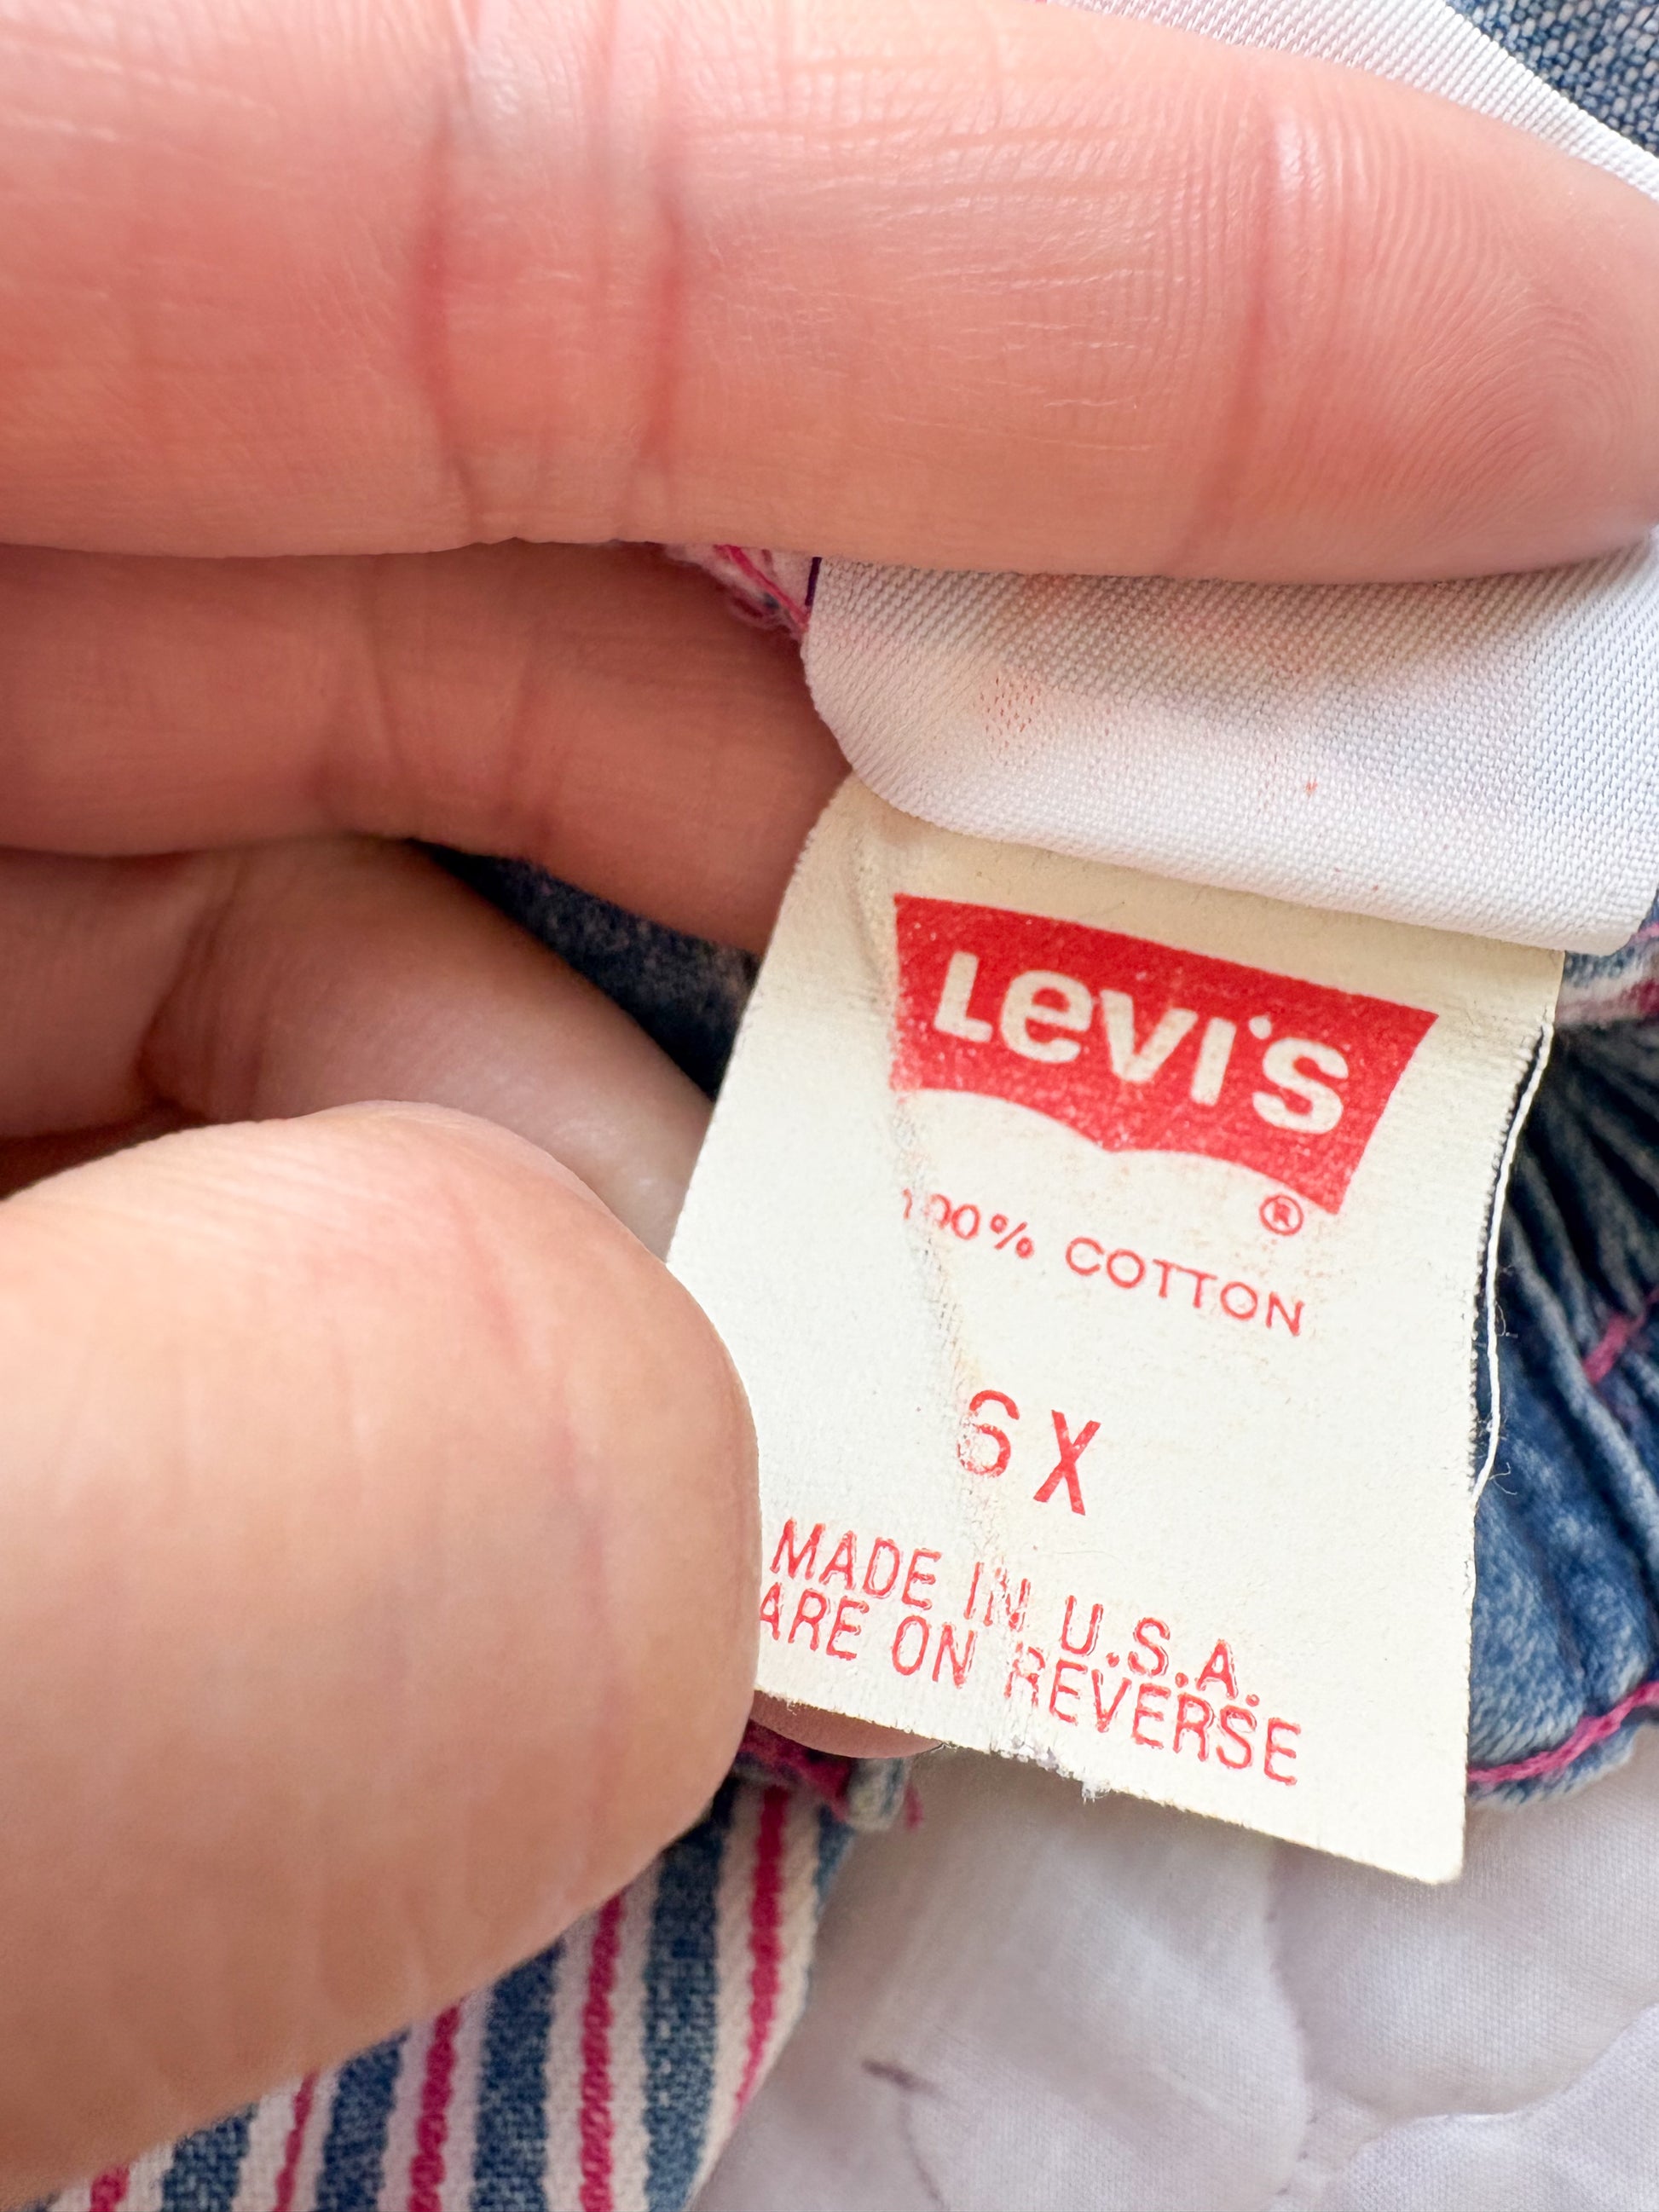 LEVI'S
®
100% COTTON
6X
MADE IN U.S.A.
ARE ON REVERSE